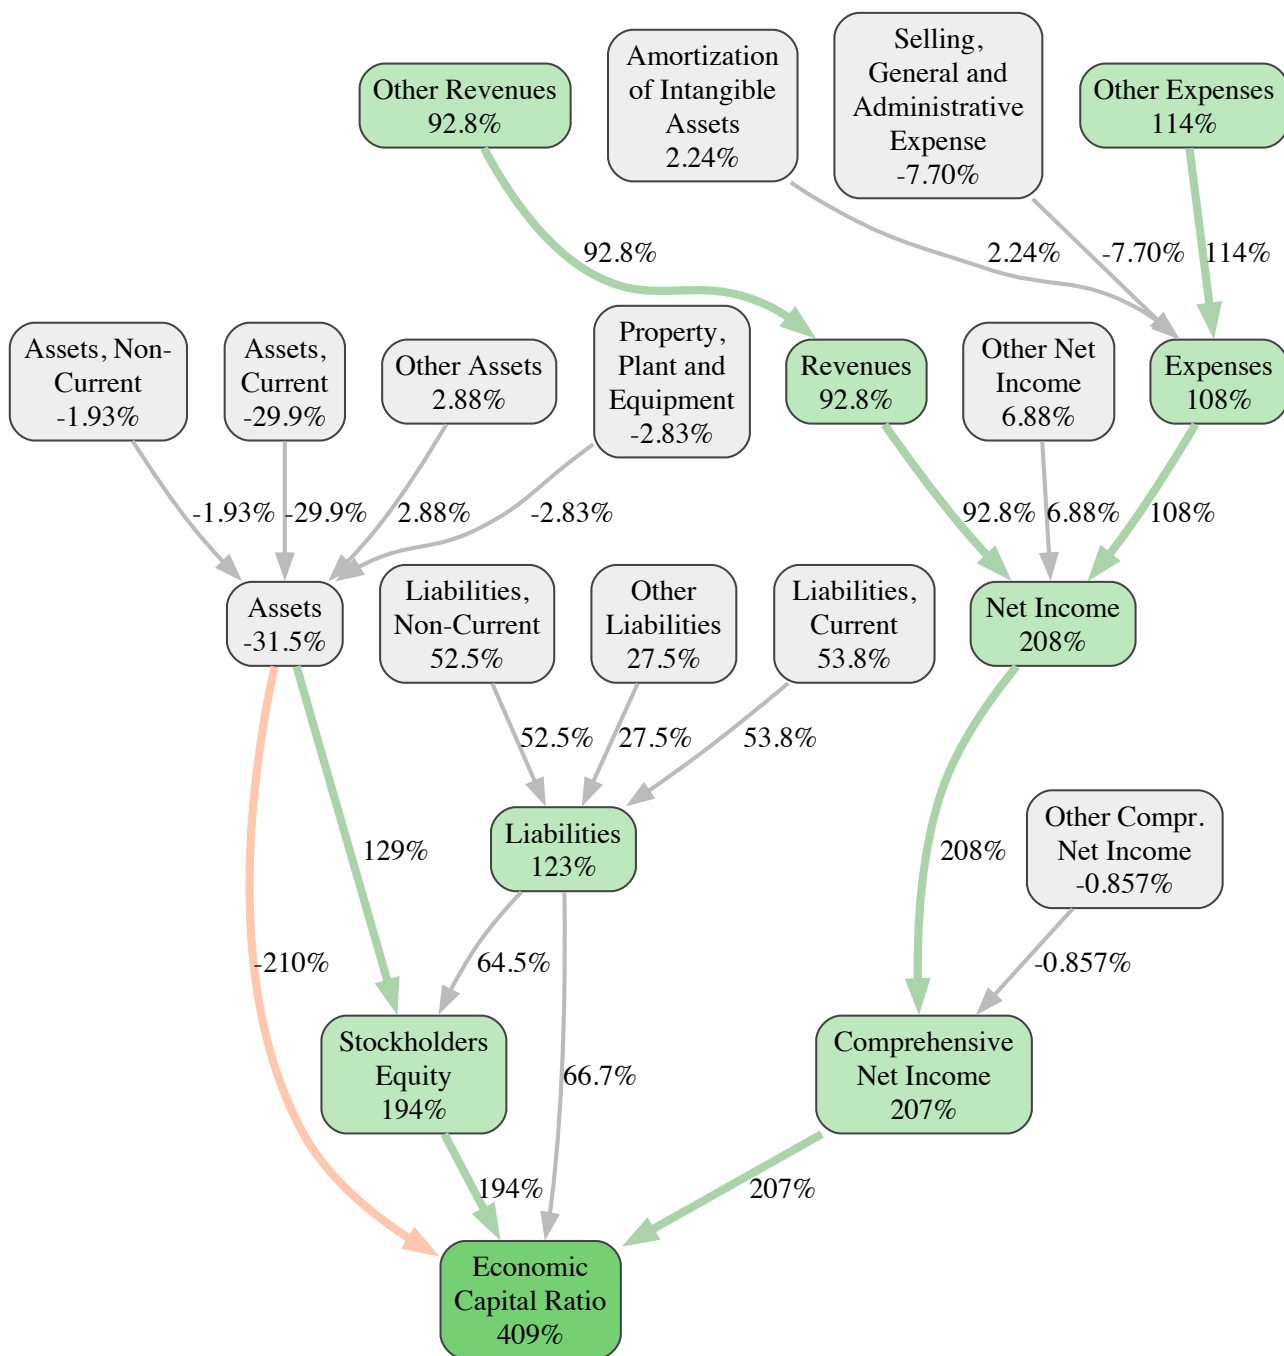 Other Revenues
92.8%
Amortization
of Intangible
Assets
2.24%
Selling,
General and
Administrative
Expense
-7.70%
Other Expenses
114%
92.8%
2.24%
-7.70%
114%
Assets, Non-
Current
-1.93%
Assets,
Current
-29.9%
Other Assets
2.88%
Property,
Plant and
Equipment
-2.83%
Revenues
92.8%
Other Net
Income
6.88%
Expenses
108%
-1.93%
-29.9%
2.88%
-2.83%
92.8%
6.88%
108%
Assets
-31.5%
Liabilities,
Non-Current
52.5%
Other
Liabilities
27.5%
Liabilities,
Current
53.8%
Net Income
208%
52.5%
27.5%
53.8%
129%
Liabilities
123%
208%
Other Compr.
Net Income
-0.857%
-210%
64.5%
-0.857%
Stockholders
Equity
194%
66.7%
Comprehensive
Net Income
207%
194%
207%
Economic
Capital Ratio
409%